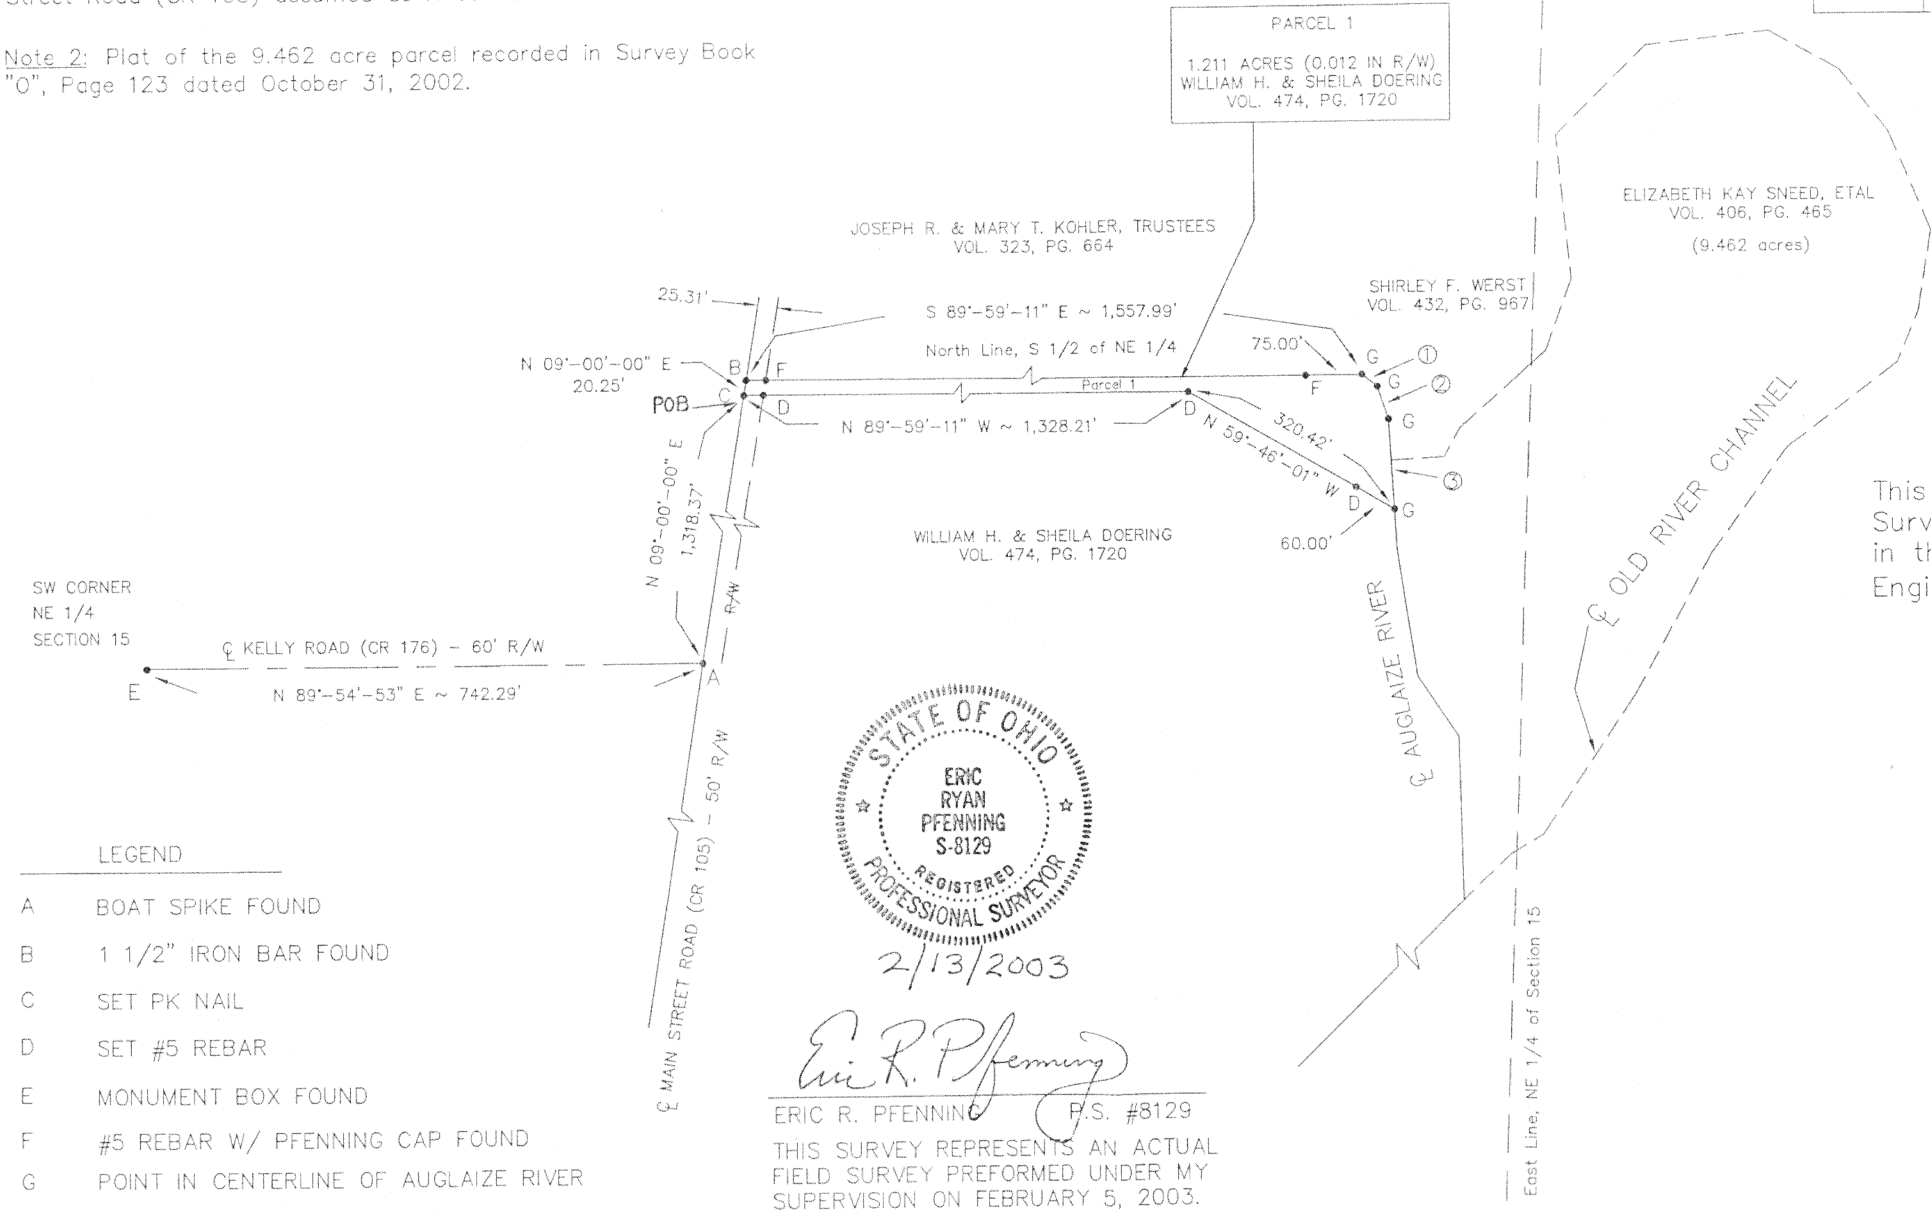 Note 2: Plat of the 9.462 acre parcel recorded in Survey Book
"O", Page 123 dated October 31, 2002.
PARCEL 1
1.211 ACRES (0.012 IN R/W)
WILLIAM H. & SHEILA DOERING
VOL. 474, PG. 1720
ELIZABETH KAY SNEED, ETAL
VOL. 406, PG. 465
(9.462 acres)
JOSEPH R. & MARY T. KOHLER, TRUSTEES
VOL. 323, PG. 664
SHIRLEY F. WERST
VOL. 432, PG. 967
25.31'
S 89°-59'-11" E ~ 1,557.99'
North Line, S 1/2 of NE 1/4
75.00'
N 09°-00'-00" E
20.25'
B
F
F
G
①
G
②
G
C
D
POB
Parcel 1
D
N 89°-59'-11" W ~ 1,328.21'
320.42'
N 59°-46'-01" W
③
D
G
60.00'
N 09°-00'-00" E
1,318.37'
R/W
WILLIAM H. & SHEILA DOERING
VOL. 474, PG. 1720
℄ OLD RIVER CHANNEL
This
Surv
in th
Engi
SW CORNER
NE 1/4
SECTION 15
℄ KELLY ROAD (CR 176) - 60' R/W
E
A
N 89°-54'-53" E ~ 742.29'
℄ AUGLAIZE RIVER
℄ MAIN STREET ROAD (CR 105) - 50' R/W
STATE OF OHIO
ERIC
RYAN
PFENNING
S-8129
REGISTERED
PROFESSIONAL SURVEYOR
2/13/2003
Eric R. Pfenning
ERIC R. PFENNING P.S. #8129
THIS SURVEY REPRESENTS AN ACTUAL
FIELD SURVEY PREFORMED UNDER MY
SUPERVISION ON FEBRUARY 5, 2003.
East Line, NE 1/4 of Section 15
LEGEND
A BOAT SPIKE FOUND
B 1 1/2" IRON BAR FOUND
C SET PK NAIL
D SET #5 REBAR
E MONUMENT BOX FOUND
F #5 REBAR W/ PFENNING CAP FOUND
G POINT IN CENTERLINE OF AUGLAIZE RIVER